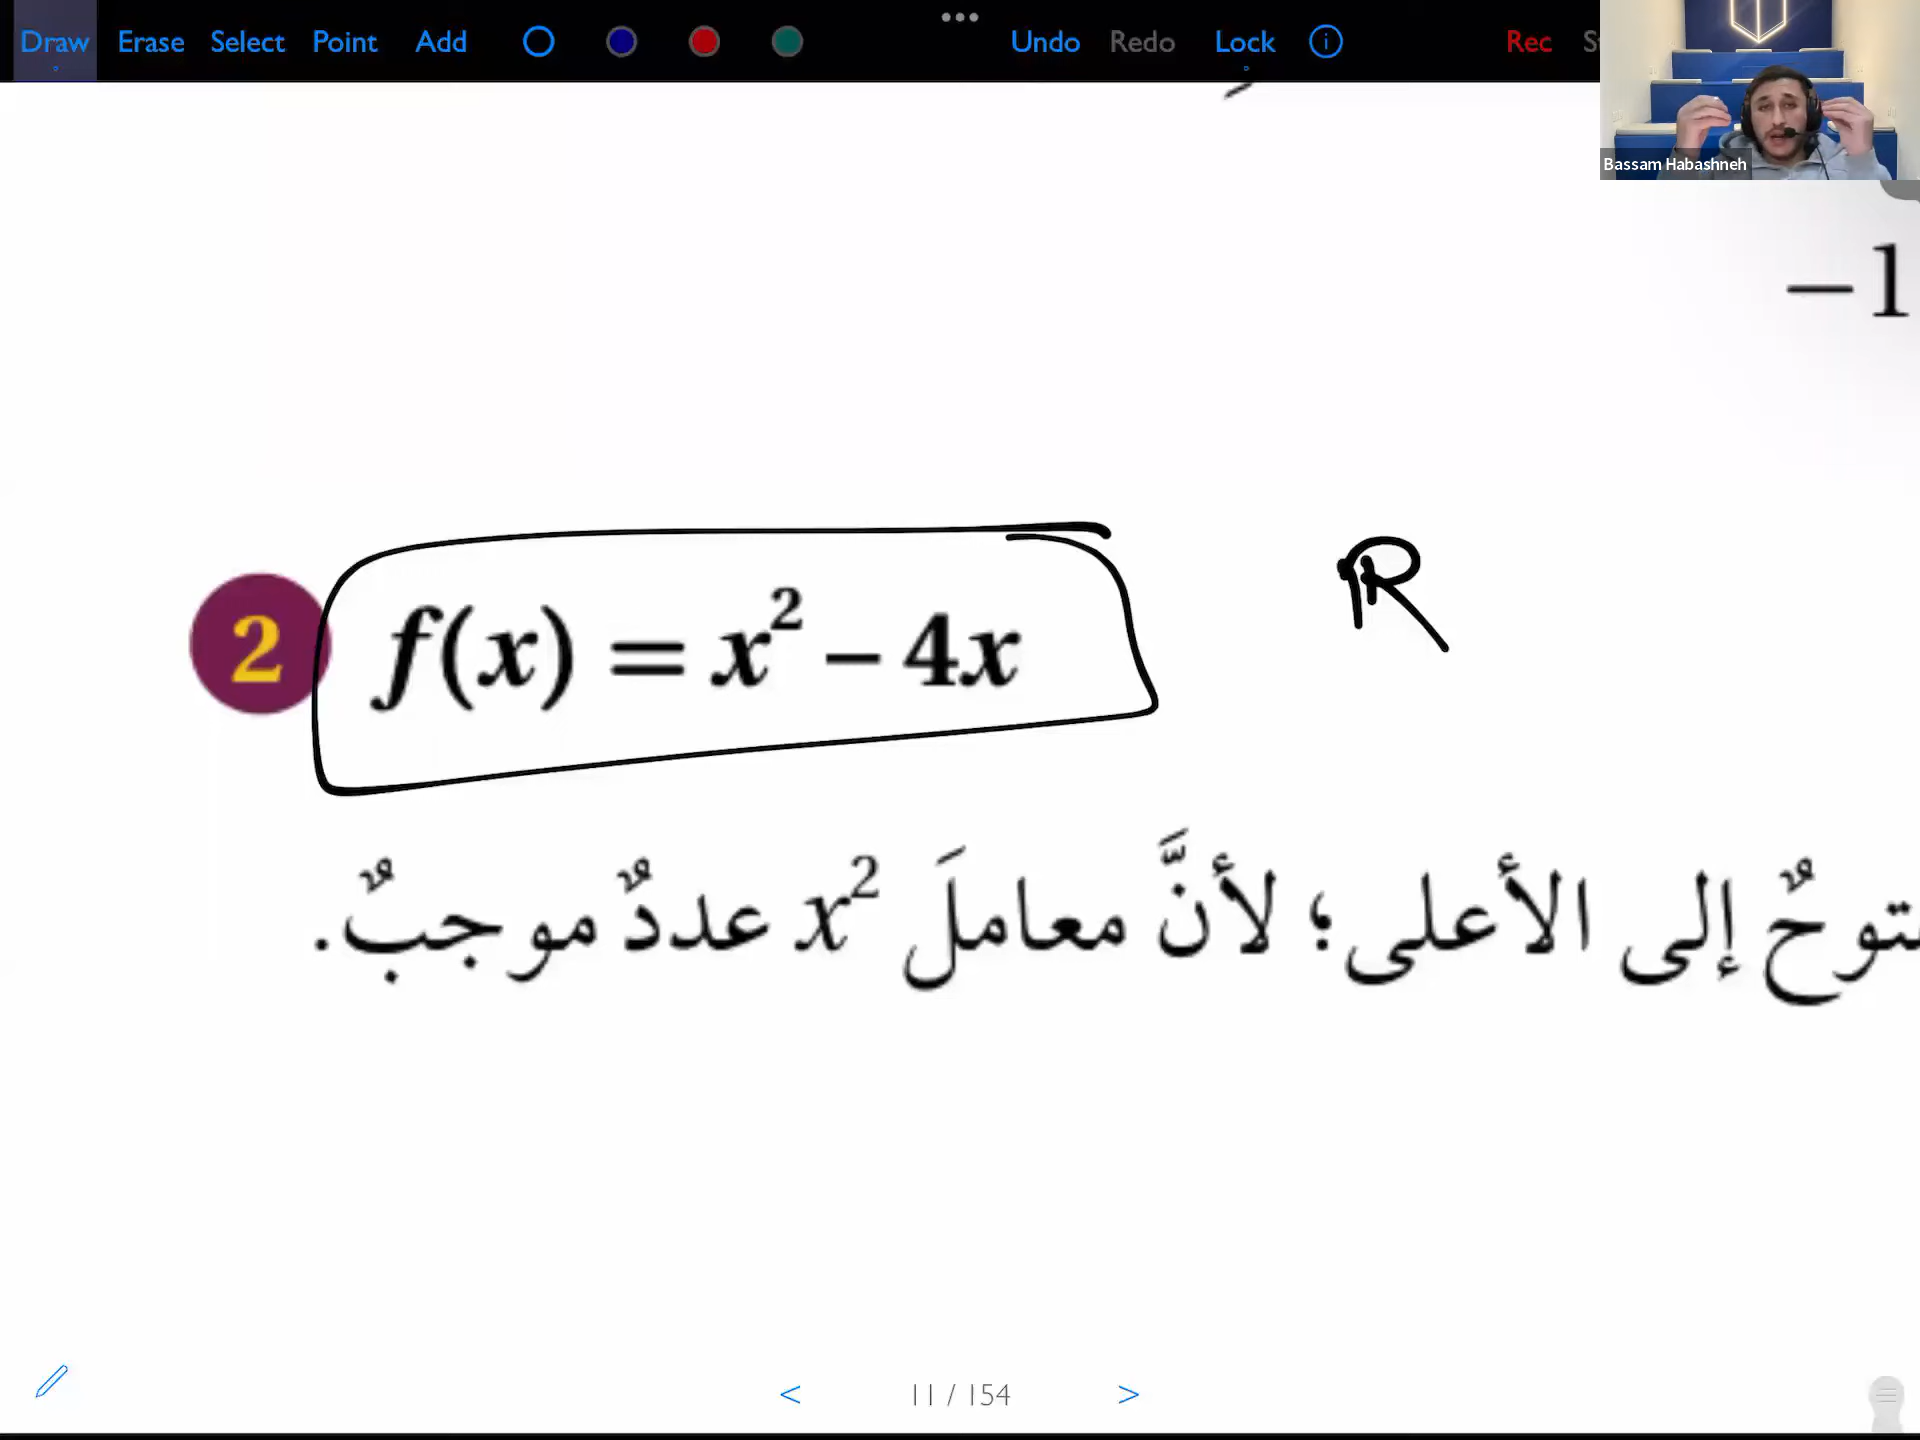 Draw Erase Select Point Add Undo Redo Lock Rec
Bassam Habashneh
−1
2 f(x) = x² − 4x ℝ
إلى الأعلى؛ لأنَّ معاملَ x² عددٌ موجبٌ.
< 11 / 154 >